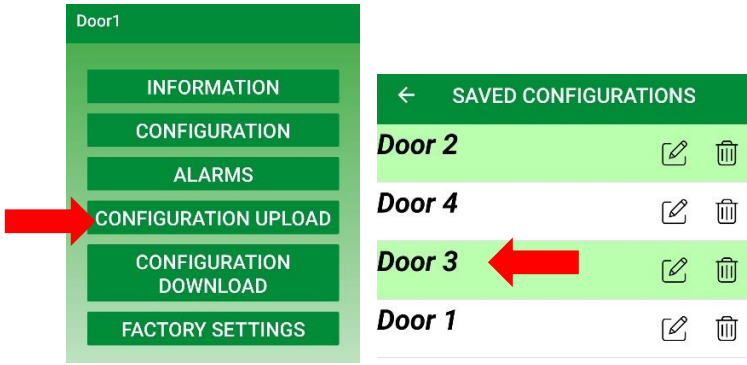 Door1
INFORMATION
CONFIGURATION
ALARMS
CONFIGURATION UPLOAD
CONFIGURATION
DOWNLOAD
FACTORY SETTINGS
SAVED CONFIGURATIONS
Door 2
Door 4
Door 3
Door 1